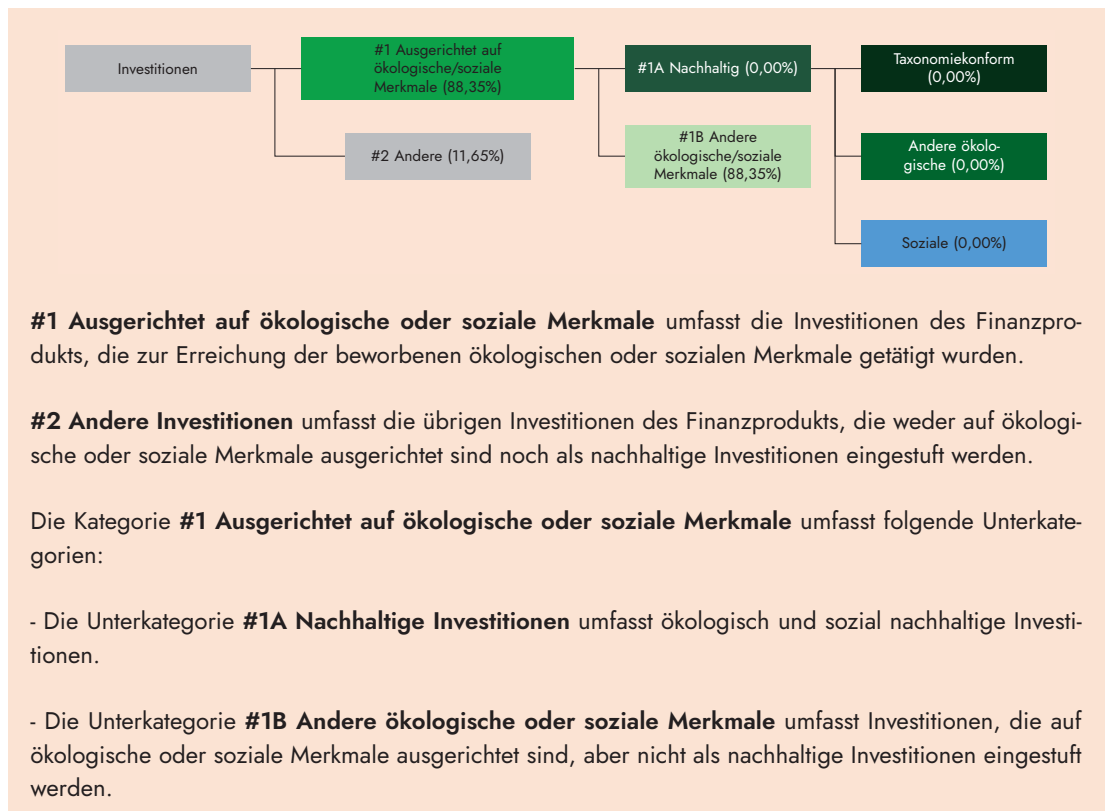 Investitionen
#1 Ausgerichtet auf
ökologische/soziale
Merkmale (88,35%)
#2 Andere (11,65%)
#1A Nachhaltig (0,00%)
#1B Andere
ökologische/soziale
Merkmale (88,35%)
Taxonomiekonform
(0,00%)
Andere ökolo-
gische (0,00%)
Soziale (0,00%)
#1 Ausgerichtet auf ökologische oder soziale Merkmale umfasst die Investitionen des Finanzpro-
dukts, die zur Erreichung der beworbenen ökologischen oder sozialen Merkmale getätigt wurden.
#2 Andere Investitionen umfasst die übrigen Investitionen des Finanzprodukts, die weder auf ökologi-
sche oder soziale Merkmale ausgerichtet sind noch als nachhaltige Investitionen eingestuft werden.
Die Kategorie #1 Ausgerichtet auf ökologische oder soziale Merkmale umfasst folgende Unterkate-
gorien:
- Die Unterkategorie #1A Nachhaltige Investitionen umfasst ökologisch und sozial nachhaltige Investi-
tionen.
- Die Unterkategorie #1B Andere ökologische oder soziale Merkmale umfasst Investitionen, die auf
ökologische oder soziale Merkmale ausgerichtet sind, aber nicht als nachhaltige Investitionen eingestuft
werden.